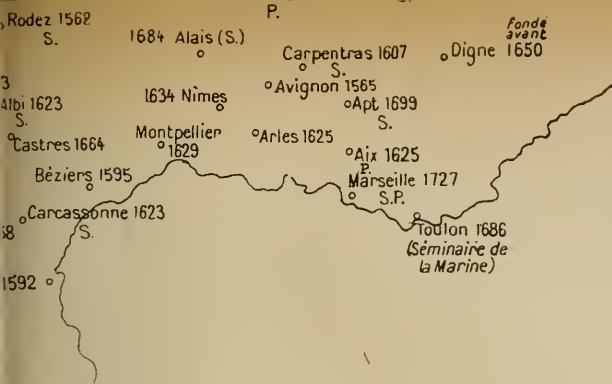 P.
Rodez 1562
S.
1684 Alais (S.)
Fondé
avant
Digne 1650
Carpentras 1607
S.
3
Avignon 1565
Albi 1623
S.
1634 Nîmes
Apt 1699
S.
Castres 1664
Montpellier
1629
Arles 1625
Aix 1625
P.
Béziers 1595
Marseille 1727
S.P.
Carcassonne 1623
S.
Toulon 1686
(Séminaire de
la Marine)
1592